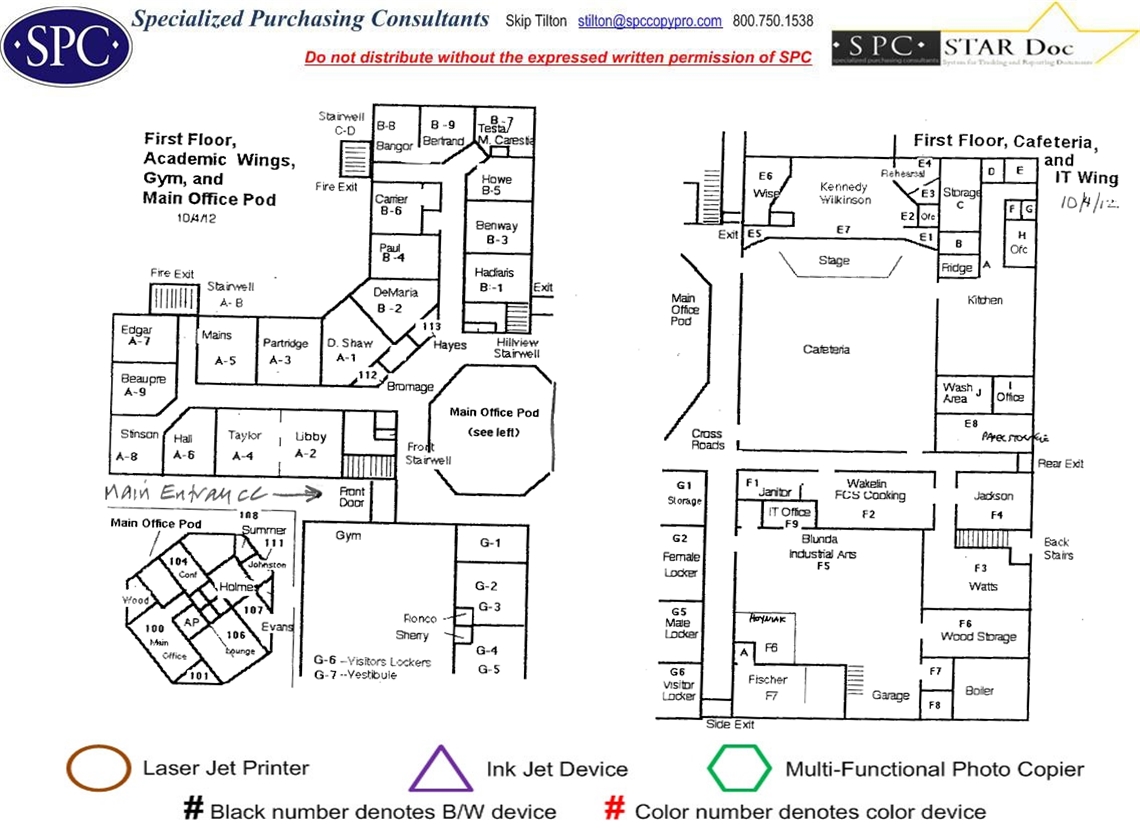 SPC
Specialized Purchasing Consultants Skip Tilton stilton@spccopypro.com 800.750.1538
Do not distribute without the expressed written permission of SPC
SPC STAR Doc
specialized purchasing consultants System for Tracking and Reporting Documents
First Floor,
Academic Wings,
Gym, and
Main Office Pod
10/4/12
Stairwell
C-D
Fire Exit
B-8
Bangor
B-9
Bertrand
B-7
Testa/
M. Carestia
Howe
B-5
Carrier
B-6
Benway
B-3
Paul
B-4
Hadiaris
B-1
DeMaria
B-2
Exit
Hillview
Stairwell
113
Hayes
Fire Exit
Stairwell
A-B
Edgar
A-7
Mains
A-5
Partridge
A-3
D. Shaw
A-1
112
Bromage
Beaupre
A-9
Stinson
A-8
Hall
A-6
Taylor
A-4
Libby
A-2
Front
Stairwell
Main Office Pod
(see left)
Main Entrance
Front
Door
Main Office Pod
108
Summer
111
Johnston
104
Conf
Holmes
Wood
107
Evans
100
Main
Office
AP
106
Lounge
101
Gym
G-1
G-2
G-3
Ronco
Sherry
G-4
G-5
G-6 --Visitors Lockers
G-7 --Vestibule
First Floor, Cafeteria,
and
IT Wing
10/4/12
E6
Wise
Kennedy
Wilkinson
E4
Rehearsal
E3
E2
Ofc
E1
Storage
C
D
E
F
G
H
Ofc
Exit
E5
E7
Stage
B
Fridge
A
Kitchen
Main
Office
Pod
Cafeteria
Wash
Area
J
I
Office
E8
Cross
Roads
Rear Exit
G1
Storage
F1
Janitor
Wakelin
FCS Cooking
F2
Jackson
F4
IT Office
F9
G2
Female
Locker
Blunda
Industrial Arts
F5
Back
Stairs
F3
Watts
G5
Male
Locker
F6
F6
Wood Storage
A
G6
Visitor
Locker
Fischer
F7
Garage
F7
F8
Boiler
Side Exit
Laser Jet Printer
Ink Jet Device
Multi-Functional Photo Copier
# Black number denotes B/W device
# Color number denotes color device